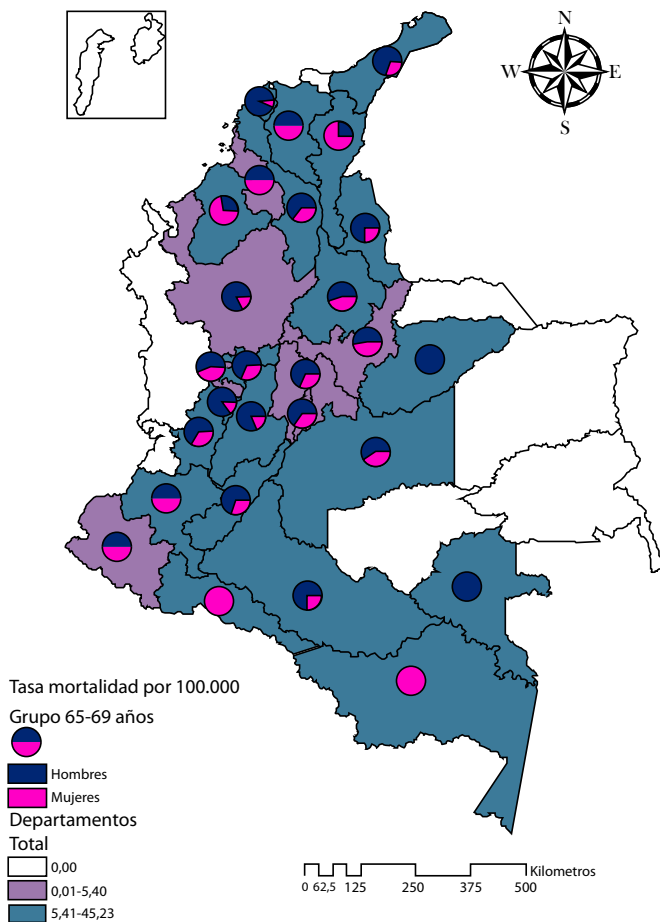 N
W E
S
Tasa mortalidad por 100.000
Grupo 65-69 años
Hombres
Mujeres
Departamentos
Total
0,00
0,01-5,40
5,41-45,23
Kilometros
0 62,5 125 250 375 500